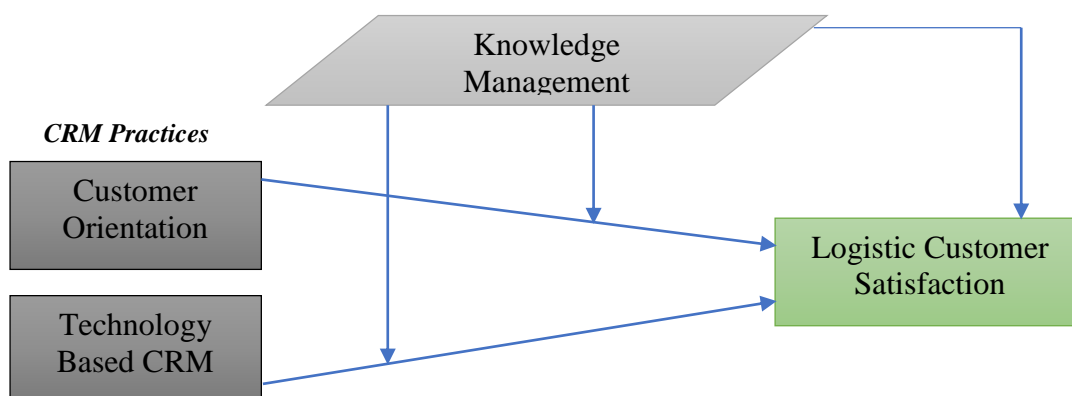 Knowledge
Management
CRM Practices
Customer
Orientation
Logistic Customer
Satisfaction
Technology
Based CRM